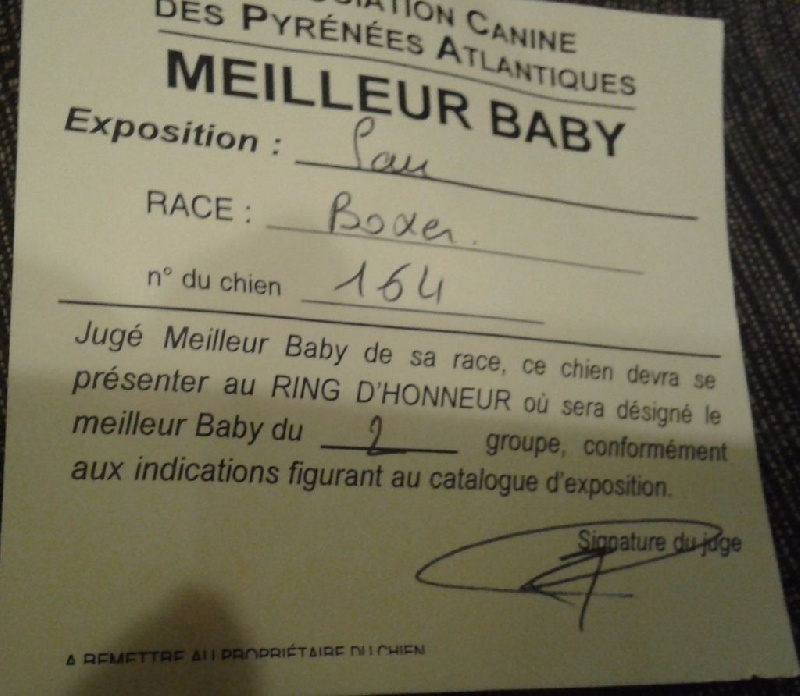 ASSOCIATION CANINE
DES PYRÉNÉES ATLANTIQUES
MEILLEUR BABY
Exposition : Pau
RACE : Boxer.
n° du chien 164
Jugé Meilleur Baby de sa race, ce chien devra se
présenter au RING D'HONNEUR où sera désigné le
meilleur Baby du 2 groupe, conformément
aux indications figurant au catalogue d'exposition.
Signature du juge
A REMETTRE AU PROPRIÉTAIRE DU CHIEN